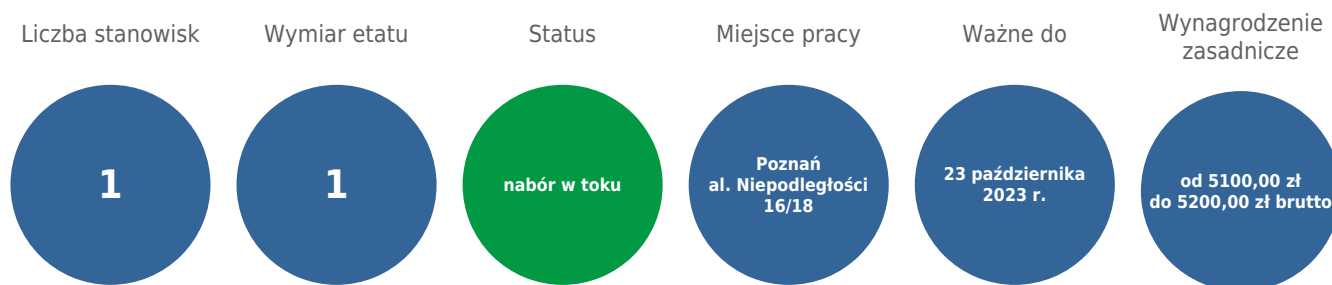 Liczba stanowisk
1
Wymiar etatu
1
Status
nabór w toku
Miejsce pracy
Poznań
al. Niepodległości
16/18
Ważne do
23 października
2023 r.
Wynagrodzenie
zasadnicze
od 5100,00 zł
do 5200,00 zł brutto